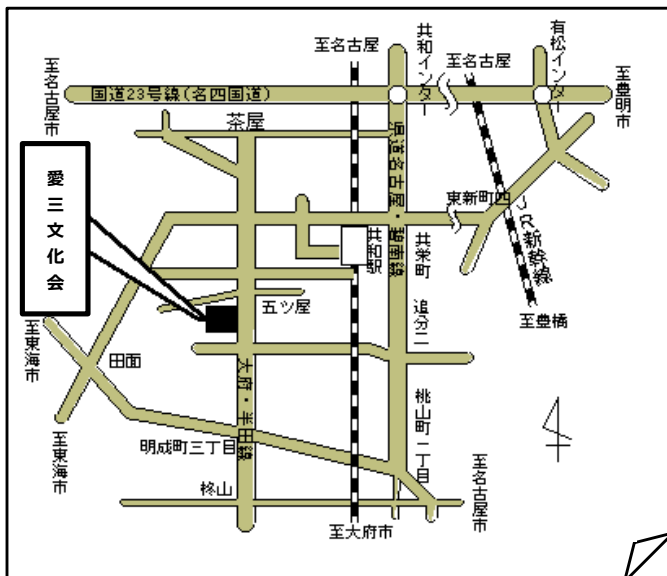 至名古屋
共和インター
至名古屋
有松インター
至名古屋市
国道23号線(名四国道)
至豊明市
茶屋
愛三文化会
県道名古屋・碧南線
東新町四
JR新幹線
共和駅
共栄町
五ツ屋
追分二
至豊橋
至東海市
田面
大府・半田線
桃山町一丁目
明成町三丁目
至東海市
柊山
至名古屋市
至大府市